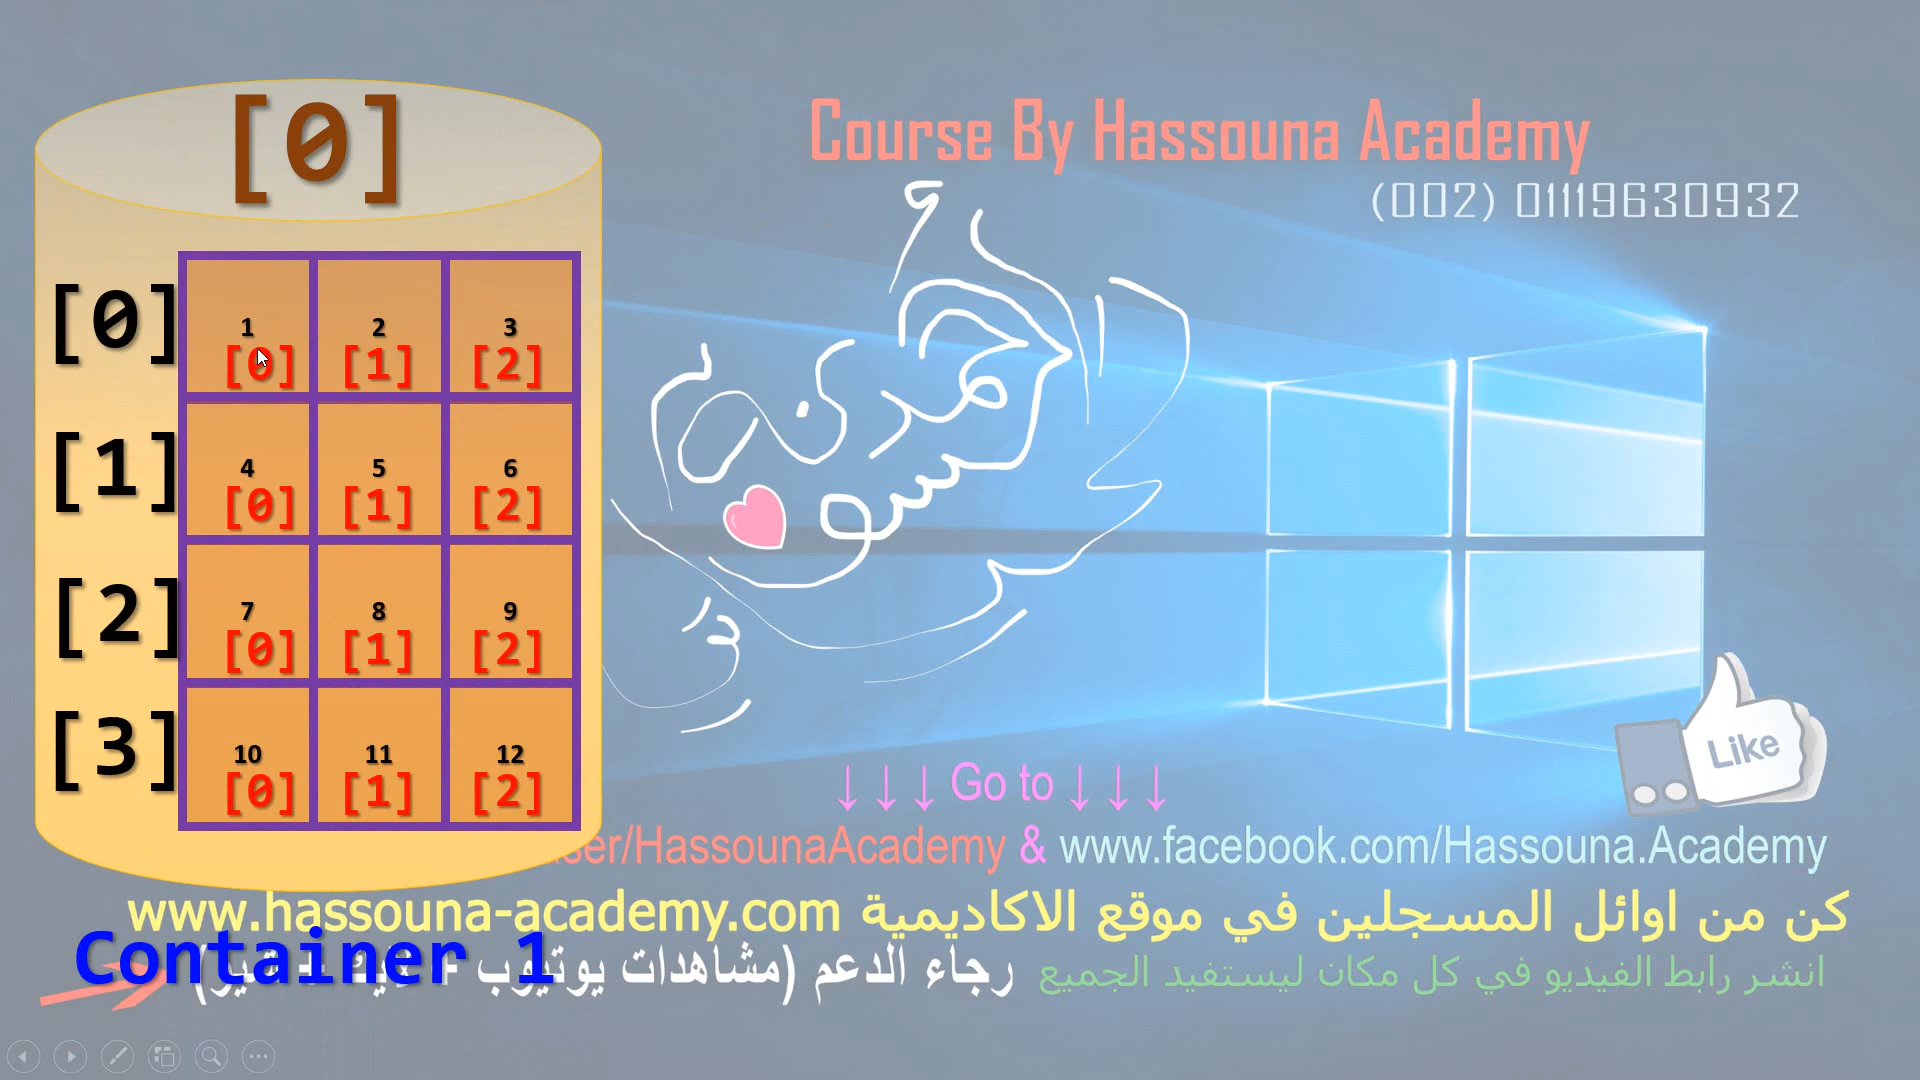 [0]
Course By Hassouna Academy
(002) 01119630932
[0] 1 [0] 2 [1] 3 [2]
[1] 4 [0] 5 [1] 6 [2]
[2] 7 [0] 8 [1] 9 [2]
[3] 10 [0] 11 [1] 12 [2]
Like
↓↓↓ Go to ↓↓↓
ser/HassounaAcademy & www.facebook.com/Hassouna.Academy
كن من اوائل المسجلين في موقع الاكاديمية www.hassouna-academy.com
انشر رابط الفيديو في كل مكان ليستفيد الجميع
رجاء الدعم (مشاهدات يوتيوب +
Container 1